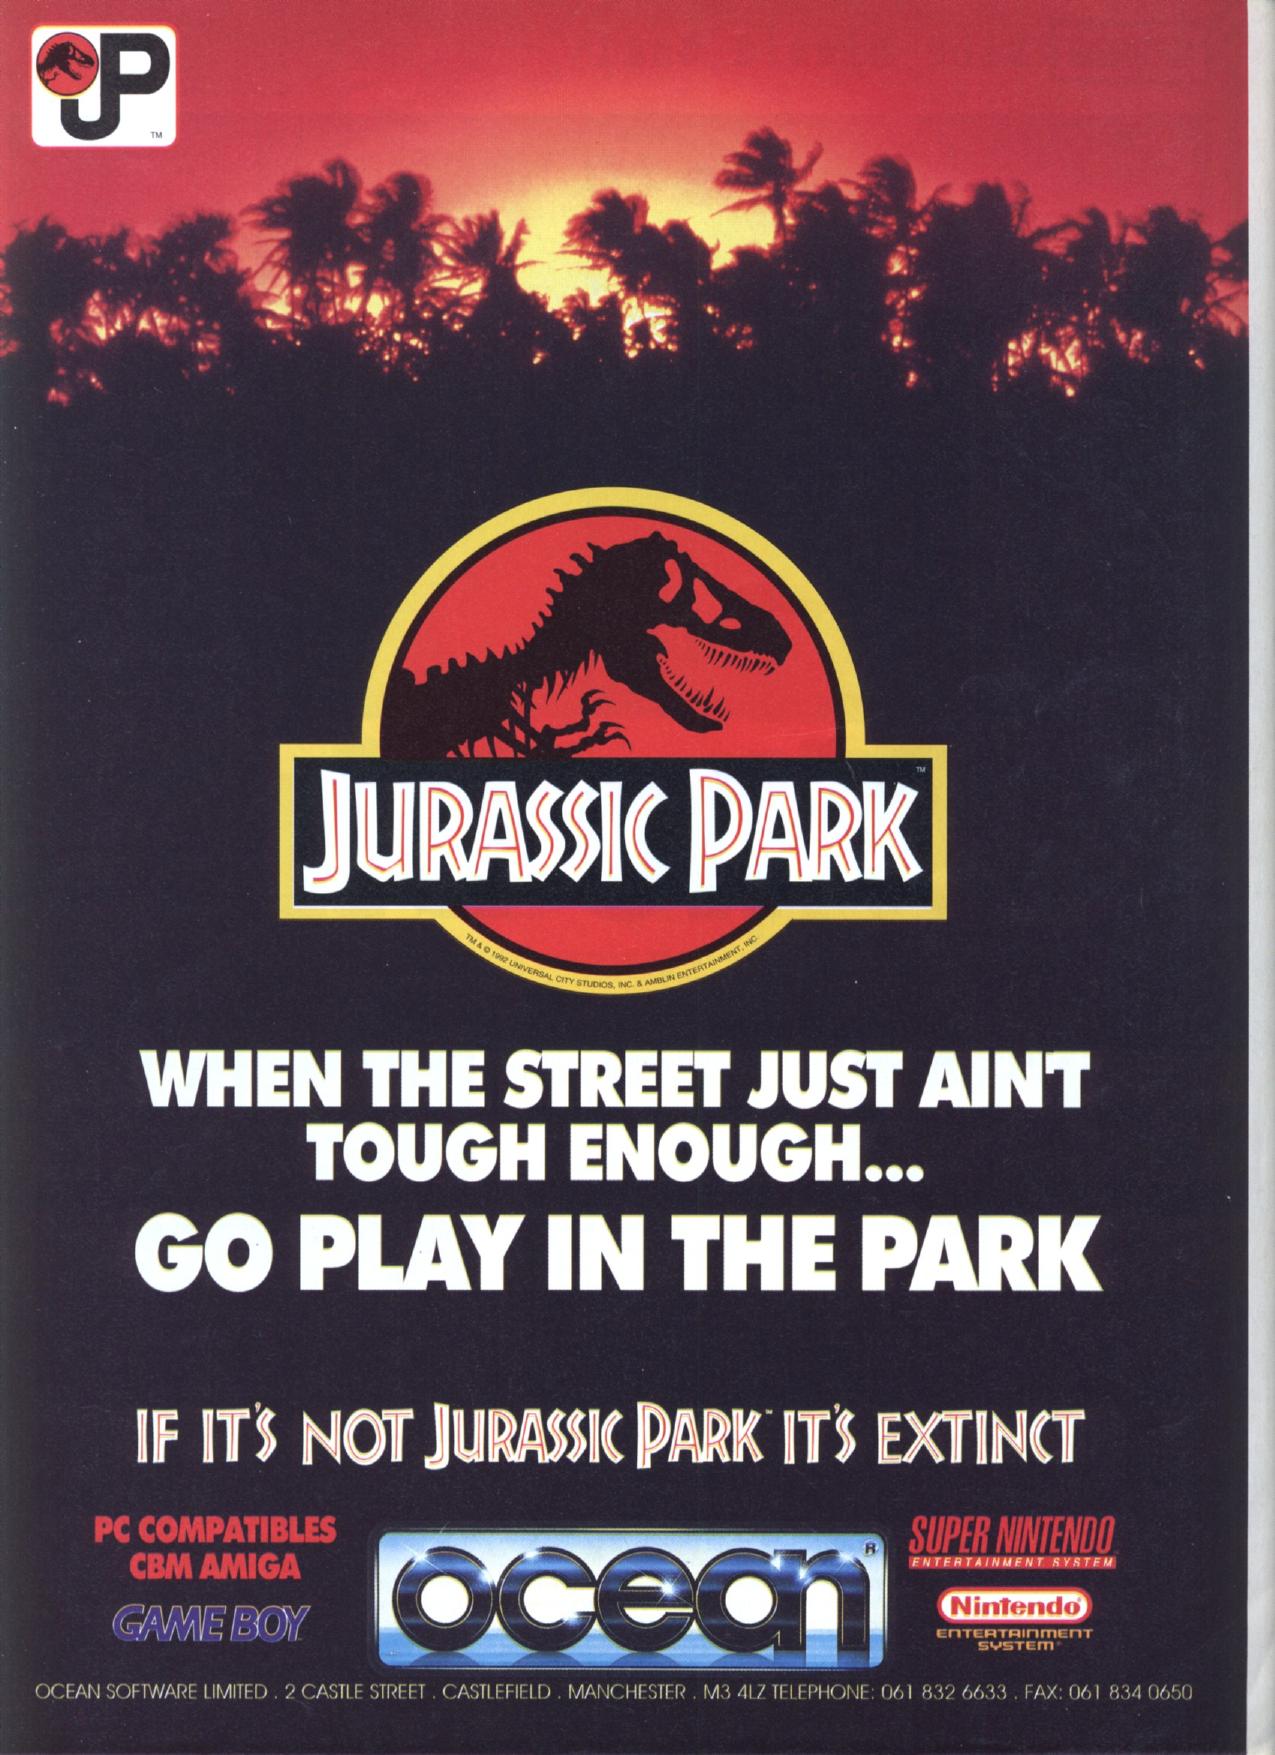 JP
TM
JURASSIC PARK
TM
TM & © 1992 UNIVERSAL CITY STUDIOS, INC. & AMBLIN ENTERTAINMENT, INC.
WHEN THE STREET JUST AIN'T
TOUGH ENOUGH...
GO PLAY IN THE PARK
IF IT'S NOT JURASSIC PARK™ IT'S EXTINCT
PC COMPATIBLES
CBM AMIGA
GAME BOY
ocean®
SUPER NINTENDO
ENTERTAINMENT SYSTEM
Nintendo®
ENTERTAINMENT
SYSTEM®
OCEAN SOFTWARE LIMITED . 2 CASTLE STREET . CASTLEFIELD . MANCHESTER . M3 4LZ TELEPHONE: 061 832 6633 . FAX: 061 834 0650